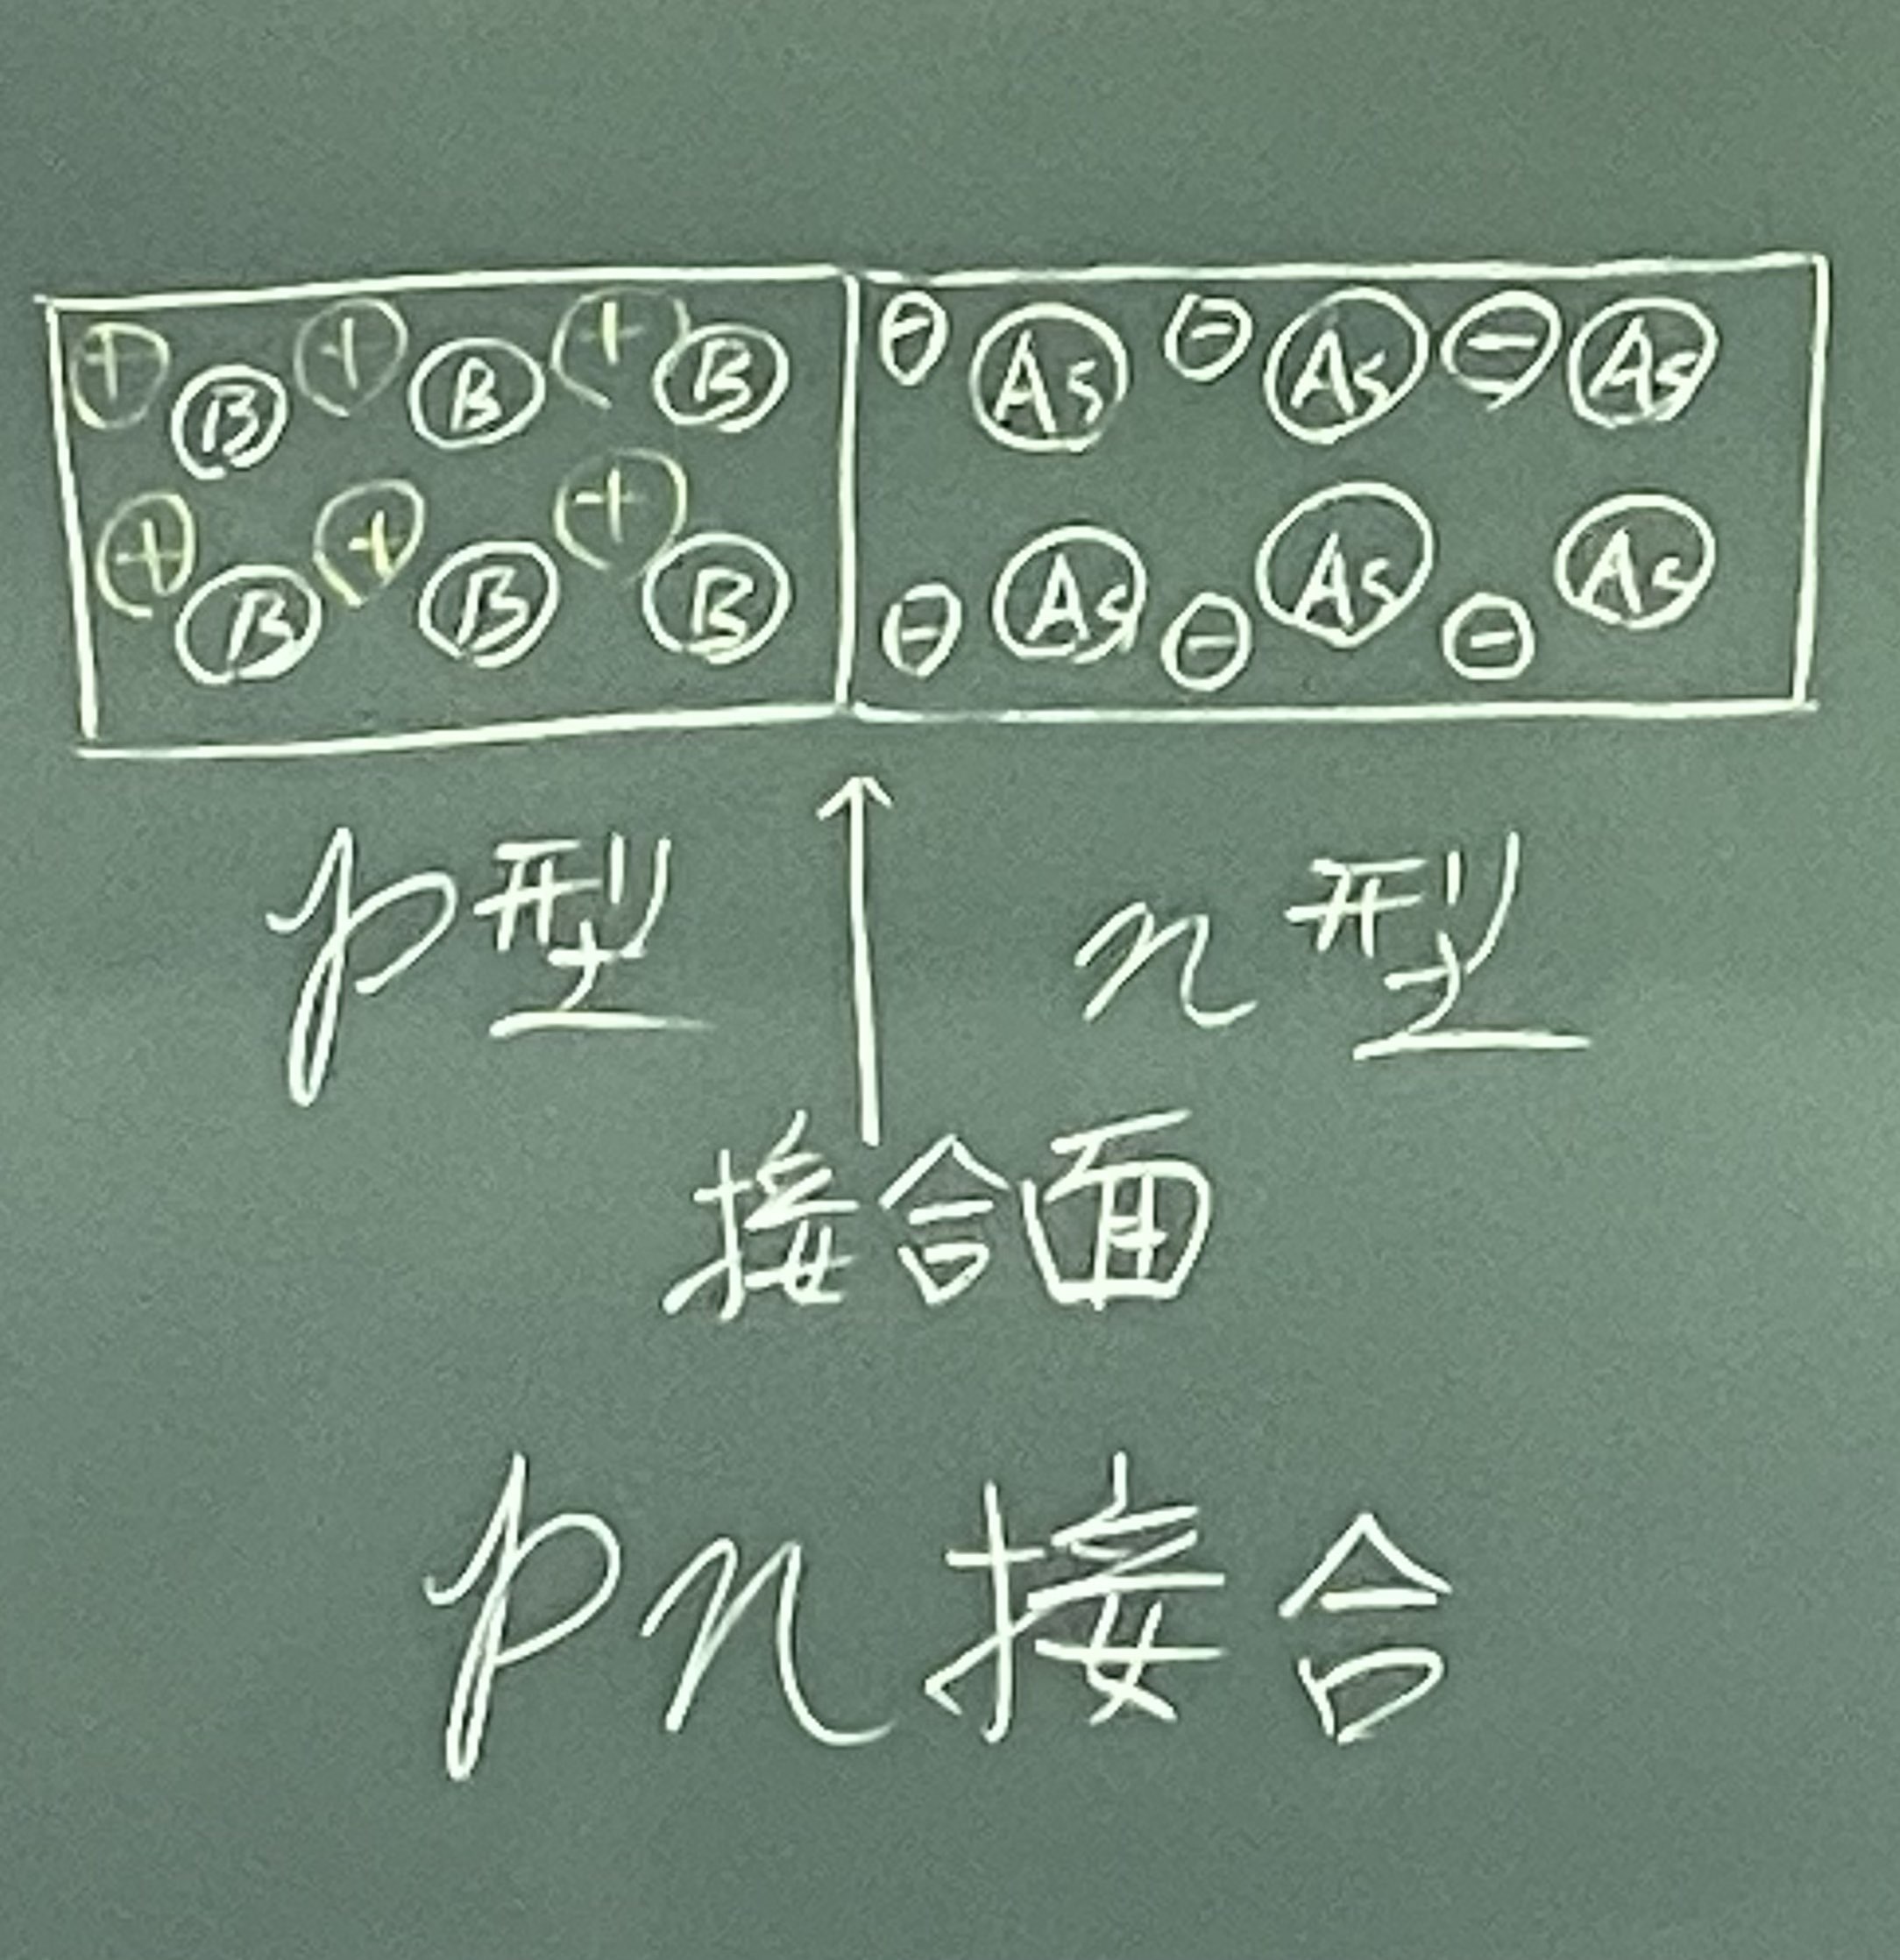 + B + B + B - As - As - As
+ B + B + B - As - As - As
p型 n型
接合面
pn接合